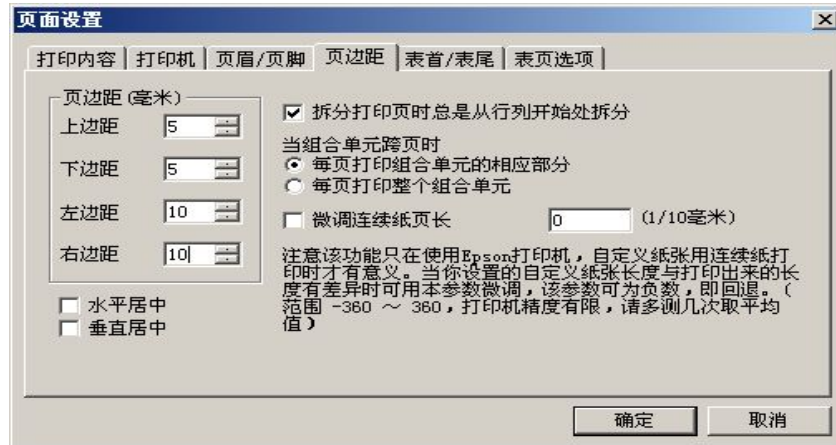 页面设置
打印内容 打印机 页眉/页脚 页边距 表首/表尾 表页选项
页边距(毫米)
上边距 5
下边距 5
左边距 10
右边距 10
水平居中
垂直居中
拆分打印页时总是从行列开始处拆分
当组合单元跨页时
每页打印组合单元的相应部分
每页打印整个组合单元
微调连续纸页长 0 (1/10毫米)
注意该功能只在使用Epson打印机，自定义纸张用连续纸打
印时才有意义。当你设置的自定义纸张长度与打印出来的长
度有差异时可用本参数微调，该参数可为负数，即回退。(
范围 -360 ～ 360，打印机精度有限，请多测几次取平均
值)
确定 取消